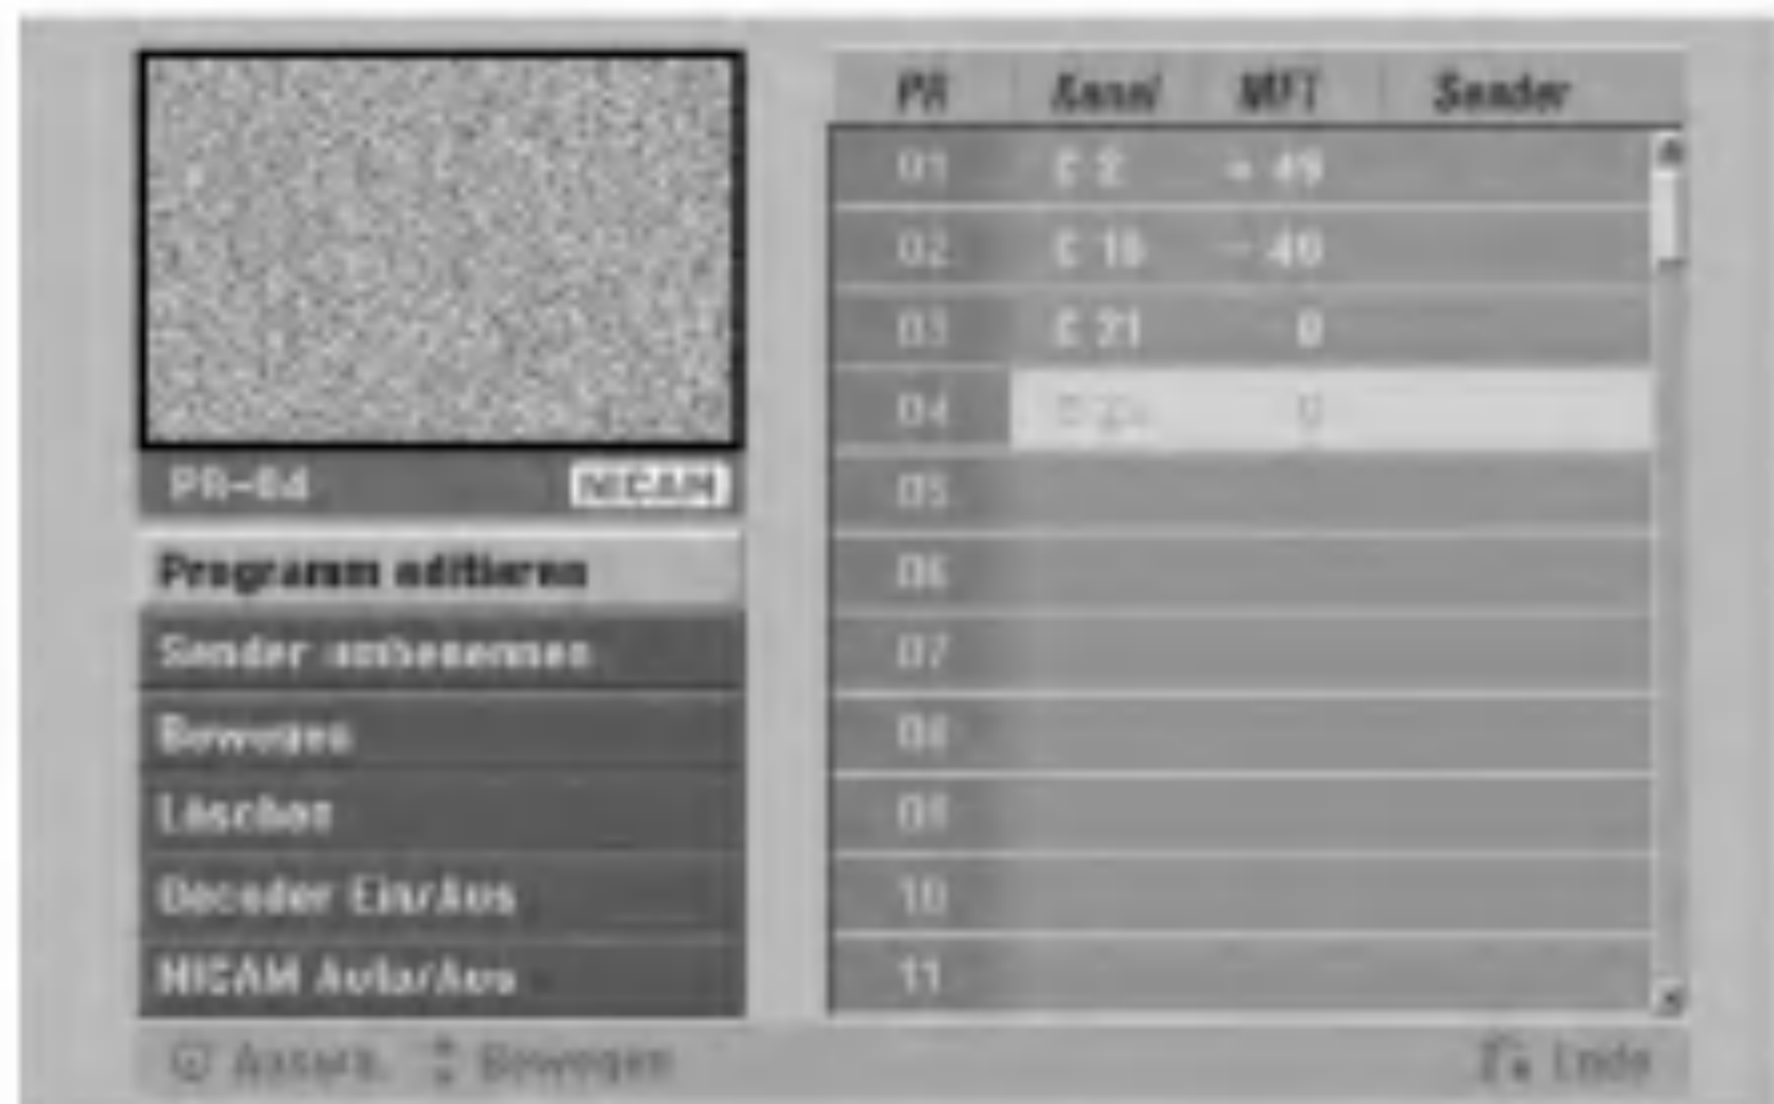 PR Kanal MFT Sender
01 C 2 + 49
02 C 10 - 40
03 C 21 0
04 C 0
05
06
07
08
09
10
11
PR-04 NICAM
Programm editieren
Sender umbenennen
Bewegen
Löschen
Decoder Ein/Aus
NICAM Auto/Aus
Ausw. Bewegen
Ende